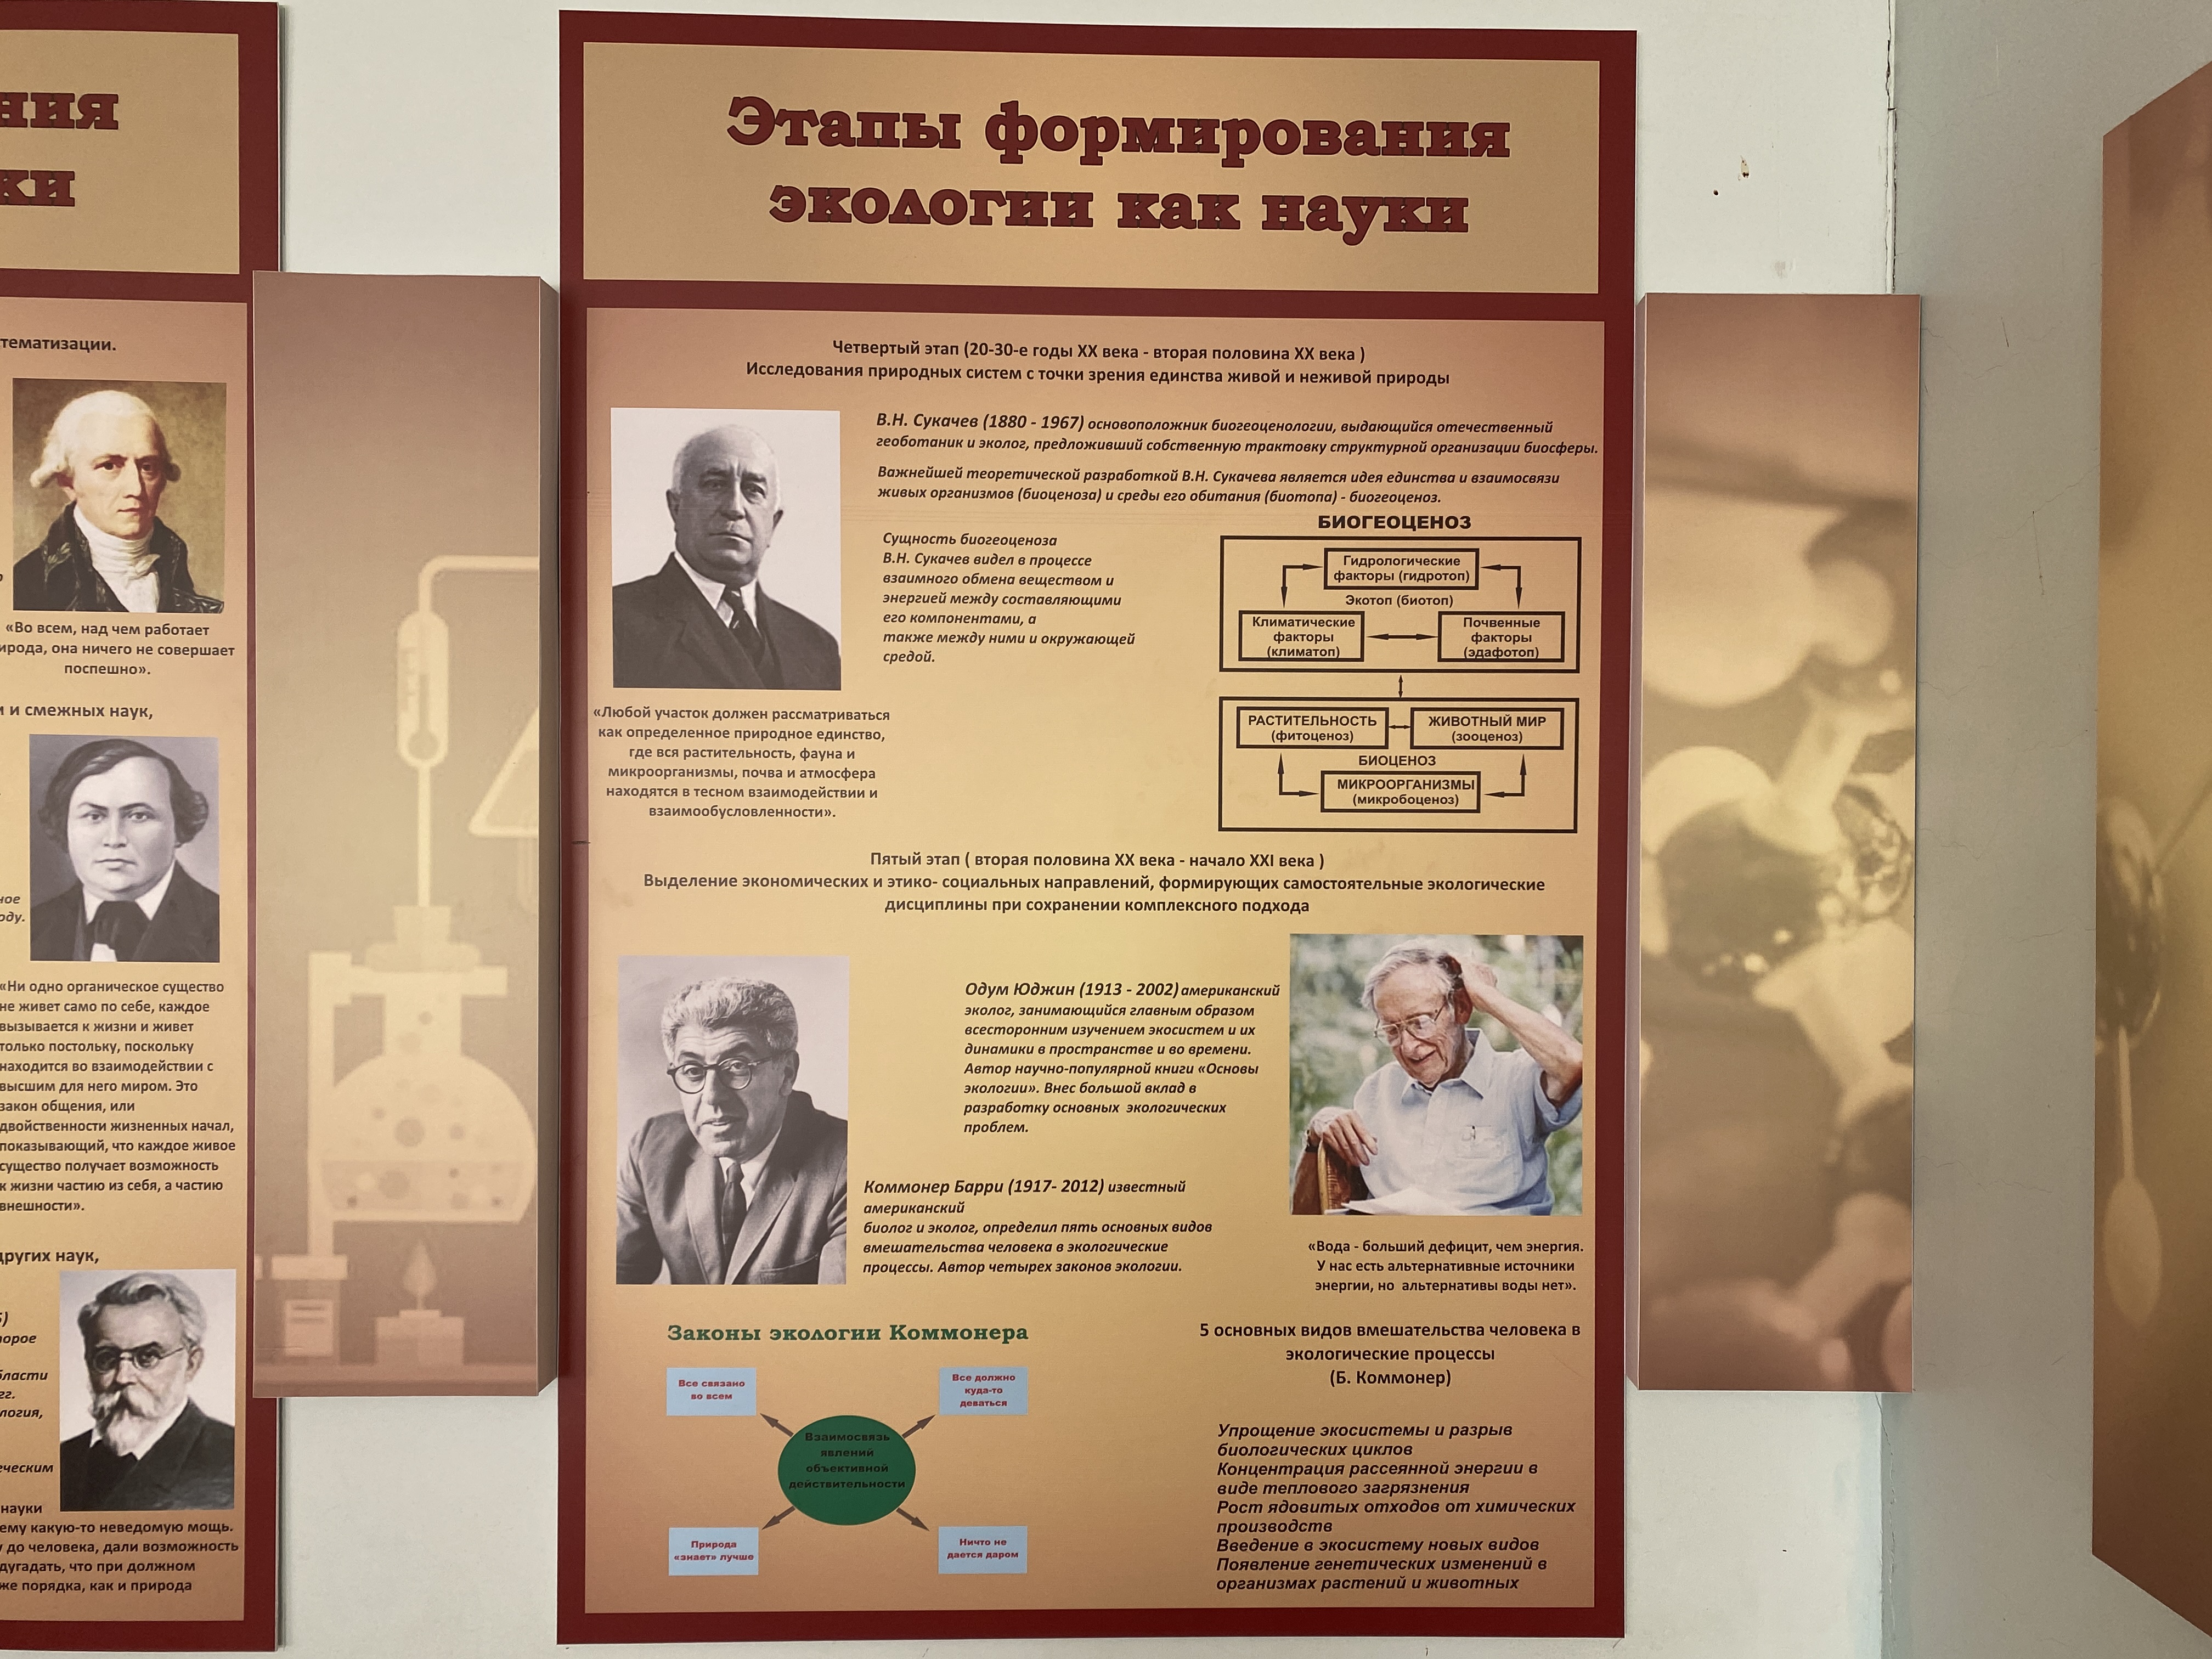 ния
ки
тематизации.
«Во всем, над чем работает
ирода, она ничего не совершает
поспешно».
и смежных наук,
ное
оду.
«Ни одно органическое существо
не живет само по себе, каждое
вызывается к жизни и живет
только постольку, поскольку
находится во взаимодействии с
высшим для него миром. Это
закон общения, или
двойственности жизненных начал,
показывающий, что каждое живое
существо получает возможность
к жизни частию из себя, а частию
внешности».
других наук,
торое
бласти
гг.
логия,
еческим
науки
ему какую-то неведомую мощь.
у до человека, дали возможность
дугадать, что при должном
же порядка, как и природа
Этапы формирования
экологии как науки
Четвертый этап (20-30-е годы XX века - вторая половина XX века )
Исследования природных систем с точки зрения единства живой и неживой природы
В.Н. Сукачев (1880 - 1967) основоположник биогеоценологии, выдающийся отечественный
геоботаник и эколог, предложивший собственную трактовку структурной организации биосферы.
Важнейшей теоретической разработкой В.Н. Сукачева является идея единства и взаимосвязи
живых организмов (биоценоза) и среды его обитания (биотопа) - биогеоценоз.
Сущность биогеоценоза
В.Н. Сукачев видел в процессе
взаимного обмена веществом и
энергией между составляющими
его компонентами, а
также между ними и окружающей
средой.
БИОГЕОЦЕНОЗ
Гидрологические
факторы (гидротоп)
Экотоп (биотоп)
Климатические
факторы
(климатоп)
Почвенные
факторы
(эдафотоп)
РАСТИТЕЛЬНОСТЬ
(фитоценоз)
ЖИВОТНЫЙ МИР
(зооценоз)
БИОЦЕНОЗ
МИКРООРГАНИЗМЫ
(микробоценоз)
«Любой участок должен рассматриваться
как определенное природное единство,
где вся растительность, фауна и
микроорганизмы, почва и атмосфера
находятся в тесном взаимодействии и
взаимообусловленности».
Пятый этап ( вторая половина XX века - начало XXI века )
Выделение экономических и этико- социальных направлений, формирующих самостоятельные экологические
дисциплины при сохранении комплексного подхода
Одум Юджин (1913 - 2002) американский
эколог, занимающийся главным образом
всесторонним изучением экосистем и их
динамики в пространстве и во времени.
Автор научно-популярной книги «Основы
экологии». Внес большой вклад в
разработку основных экологических
проблем.
Коммонер Барри (1917- 2012) известный
американский
биолог и эколог, определил пять основных видов
вмешательства человека в экологические
процессы. Автор четырех законов экологии.
«Вода - больший дефицит, чем энергия.
У нас есть альтернативные источники
энергии, но альтернативы воды нет».
Законы экологии Коммонера
Все связано
во всем
Все должно
куда-то
деваться
Взаимосвязь
явлений
объективной
действительности
Природа
«знает» лучше
Ничто не
дается даром
5 основных видов вмешательства человека в
экологические процессы
(Б. Коммонер)
Упрощение экосистемы и разрыв
биологических циклов
Концентрация рассеянной энергии в
виде теплового загрязнения
Рост ядовитых отходов от химических
производств
Введение в экосистему новых видов
Появление генетических изменений в
организмах растений и животных